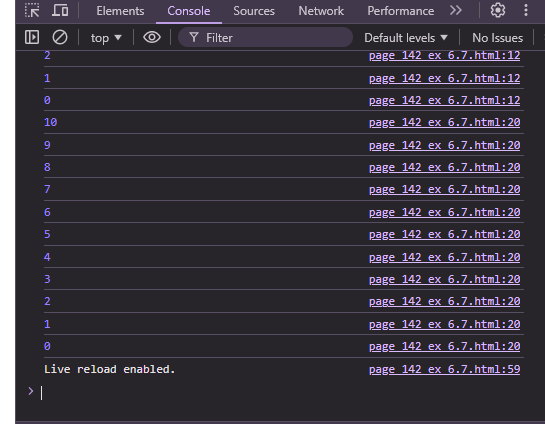 Elements Console Sources Network Performance
top Filter Default levels No Issues
2 page 142 ex 6.7.html:12
1 page 142 ex 6.7.html:12
0 page 142 ex 6.7.html:12
10 page 142 ex 6.7.html:20
9 page 142 ex 6.7.html:20
8 page 142 ex 6.7.html:20
7 page 142 ex 6.7.html:20
6 page 142 ex 6.7.html:20
5 page 142 ex 6.7.html:20
4 page 142 ex 6.7.html:20
3 page 142 ex 6.7.html:20
2 page 142 ex 6.7.html:20
1 page 142 ex 6.7.html:20
0 page 142 ex 6.7.html:20
Live reload enabled. page 142 ex 6.7.html:59